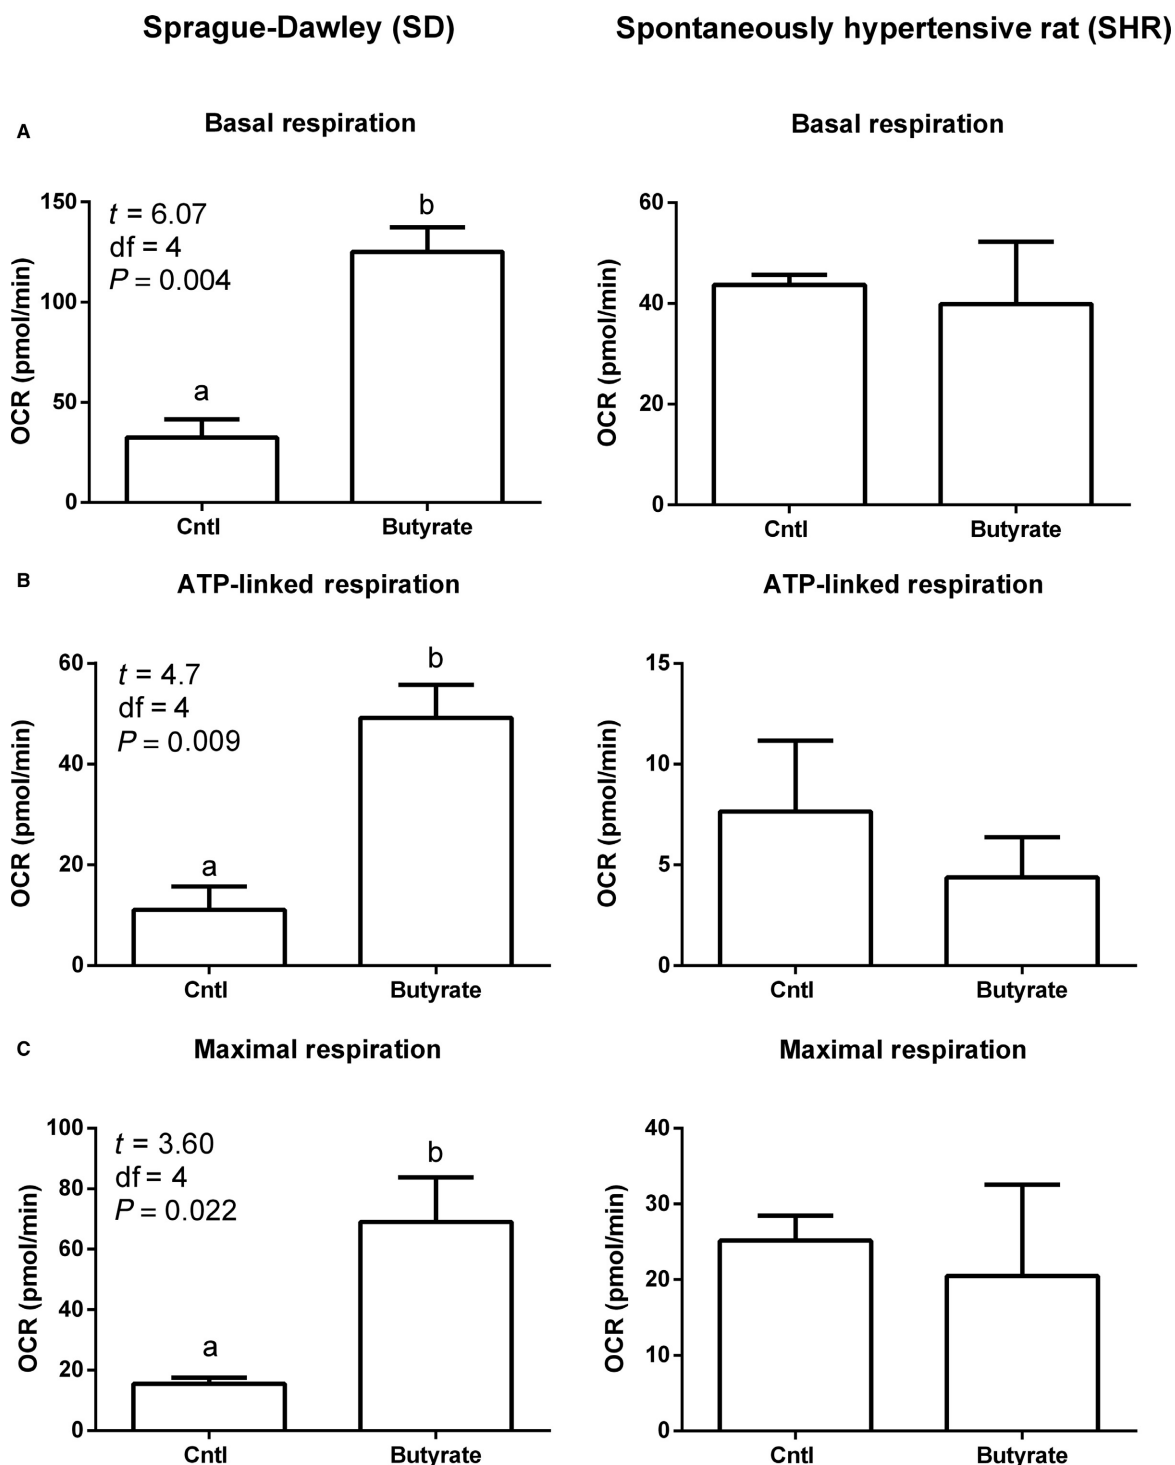 Sprague-Dawley (SD)
Spontaneously hypertensive rat (SHR)
A
Basal respiration
OCR (pmol/min)
150
100
50
0
t = 6.07
df = 4
P = 0.004
a
b
Cntl
Butyrate
Basal respiration
OCR (pmol/min)
60
40
20
0
Cntl
Butyrate
B
ATP-linked respiration
OCR (pmol/min)
60
40
20
0
t = 4.7
df = 4
P = 0.009
a
b
Cntl
Butyrate
ATP-linked respiration
OCR (pmol/min)
15
10
5
0
Cntl
Butyrate
C
Maximal respiration
OCR (pmol/min)
100
80
60
40
20
0
t = 3.60
df = 4
P = 0.022
a
b
Cntl
Butyrate
Maximal respiration
OCR (pmol/min)
40
30
20
10
0
Cntl
Butyrate